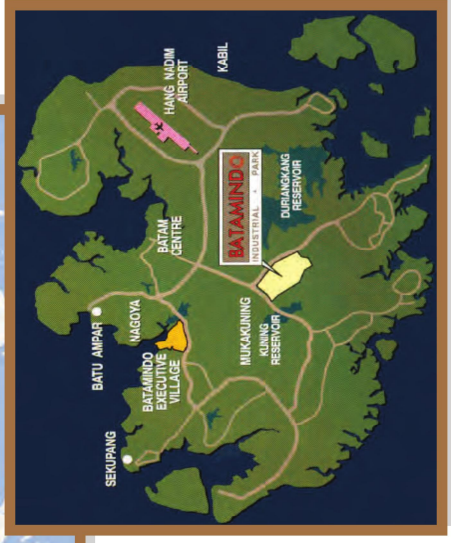 SEKUPANG
BATU AMPAR
NAGOYA
BATAMINDO
EXECUTIVE
VILLAGE
BATAM
CENTRE
HANG NADIM
AIRPORT
KABIL
BATAMINDO
INDUSTRIAL • PARK
MUKAKUNING
KUNING
RESERVOIR
DURIANGKANG
RESERVOIR